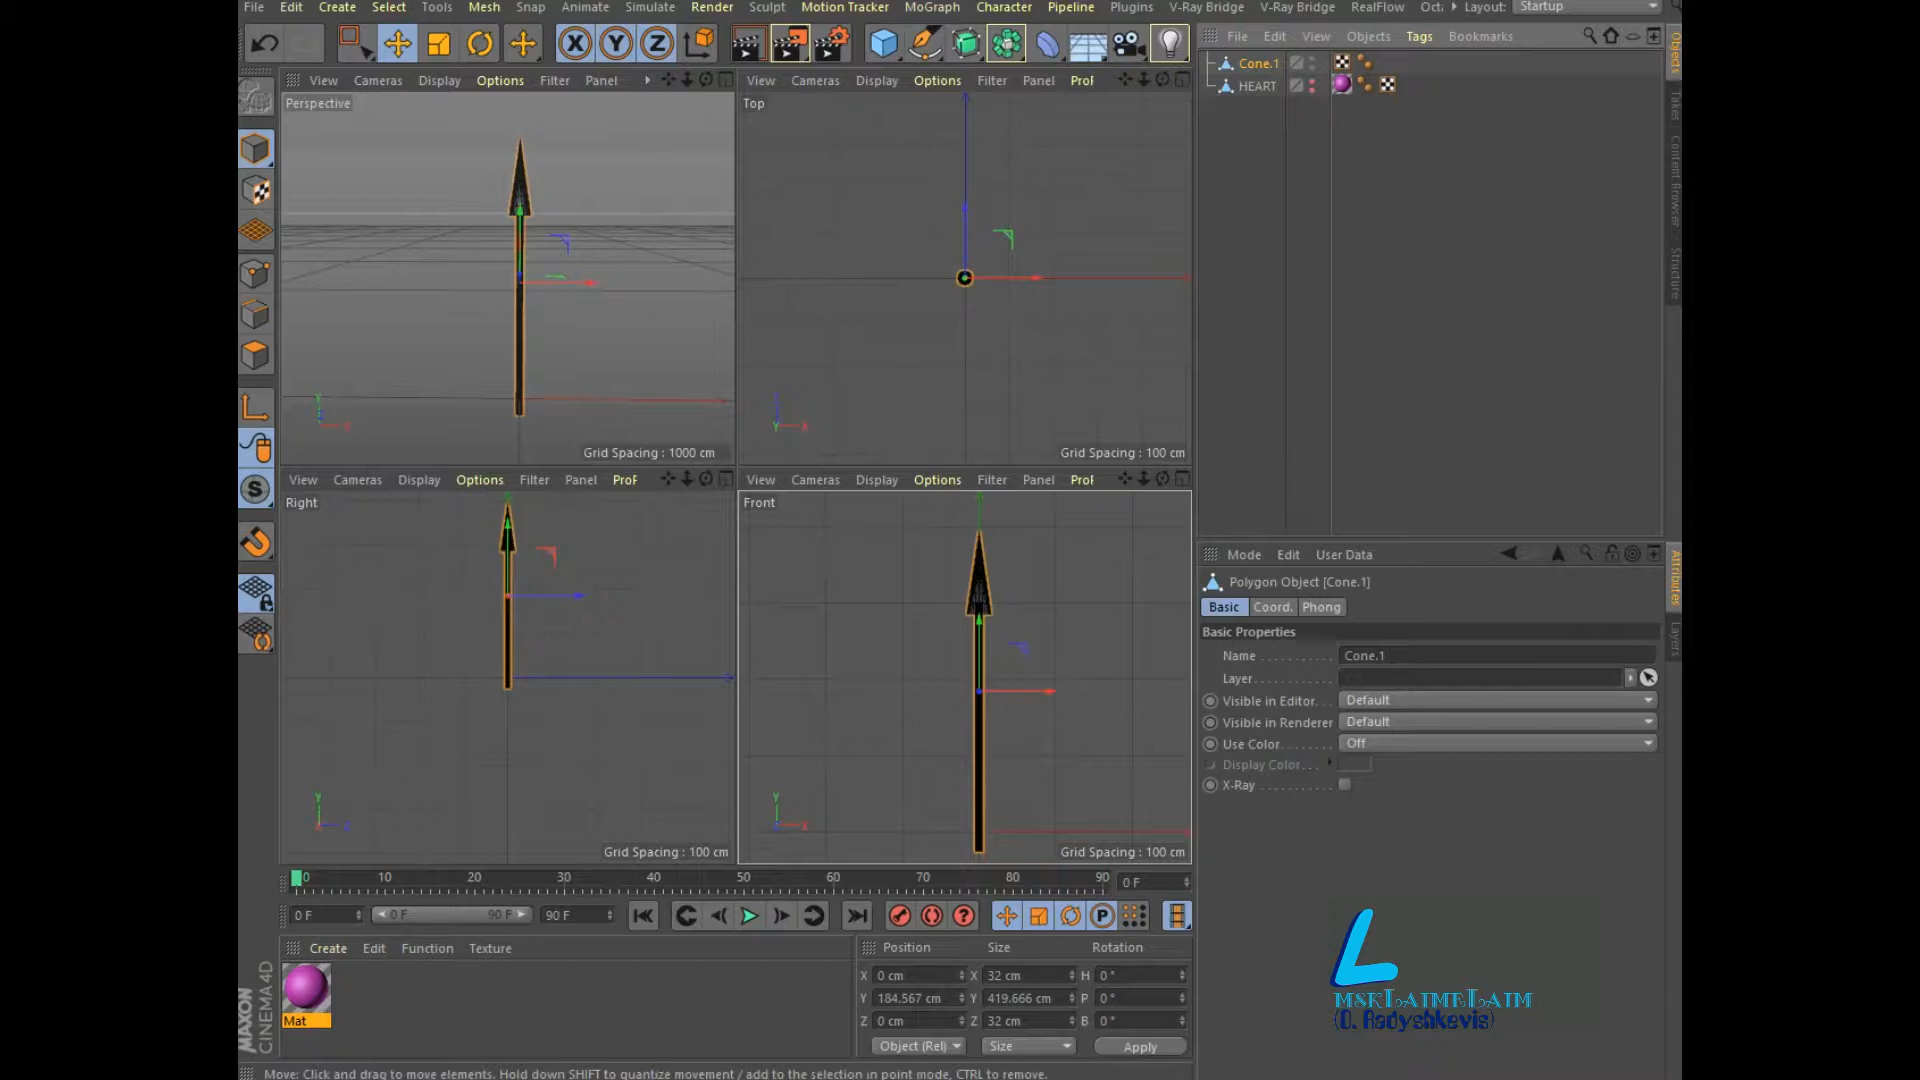 File Edit Create Select Tools Mesh Snap Animate Simulate Render Sculpt Motion Tracker MoGraph Character Pipeline Plugins V-Ray Bridge V-Ray Bridge RealFlow Octa Layout: Startup
X Y Z
File Edit View Objects Tags Bookmarks
Cone.1
HEART
Objects
Takes
Content Browser
Structure
View Cameras Display Options Filter Panel
Perspective
Y
X
Grid Spacing : 1000 cm
View Cameras Display Options Filter Panel ProF
Top
Y X
Grid Spacing : 100 cm
View Cameras Display Options Filter Panel ProF
Right
Y
Grid Spacing : 100 cm
View Cameras Display Options Filter Panel ProF
Front
Y
X
Grid Spacing : 100 cm
S
Mode Edit User Data
Attributes
Layers
Polygon Object [Cone.1]
Basic Coord. Phong
Basic Properties
Name . . . . . . . . . . . Cone.1
Layer. . . . . . . . . . . .
Visible in Editor. . . . Default
Visible in Renderer Default
Use Color. . . . . . . . Off
Display Color. . .
X-Ray . . . . . . . . . . .
0 10 20 30 40 50 60 70 80 90 0 F
0 F 0 F 90 F 90 F
? P
Create Edit Function Texture
Mat
MAXON
CINEMA4D
Position Size Rotation
X 0 cm X 32 cm H 0 °
Y 184.567 cm Y 419.666 cm P 0 °
Z 0 cm Z 32 cm B 0 °
Object (Rel) Size Apply
L
(D. Radyshkevis)
Move: Click and drag to move elements. Hold down SHIFT to quantize movement / add to the selection in point mode, CTRL to remove.